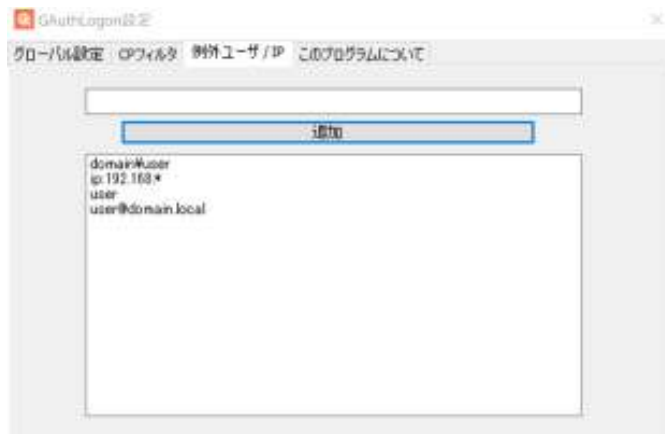 GAuthLogon設定
グローバル設定 CPフィルタ 例外ユーザ/IP このプログラムについて
追加
domain¥user
ip:192.168.*
user
user@domain.local